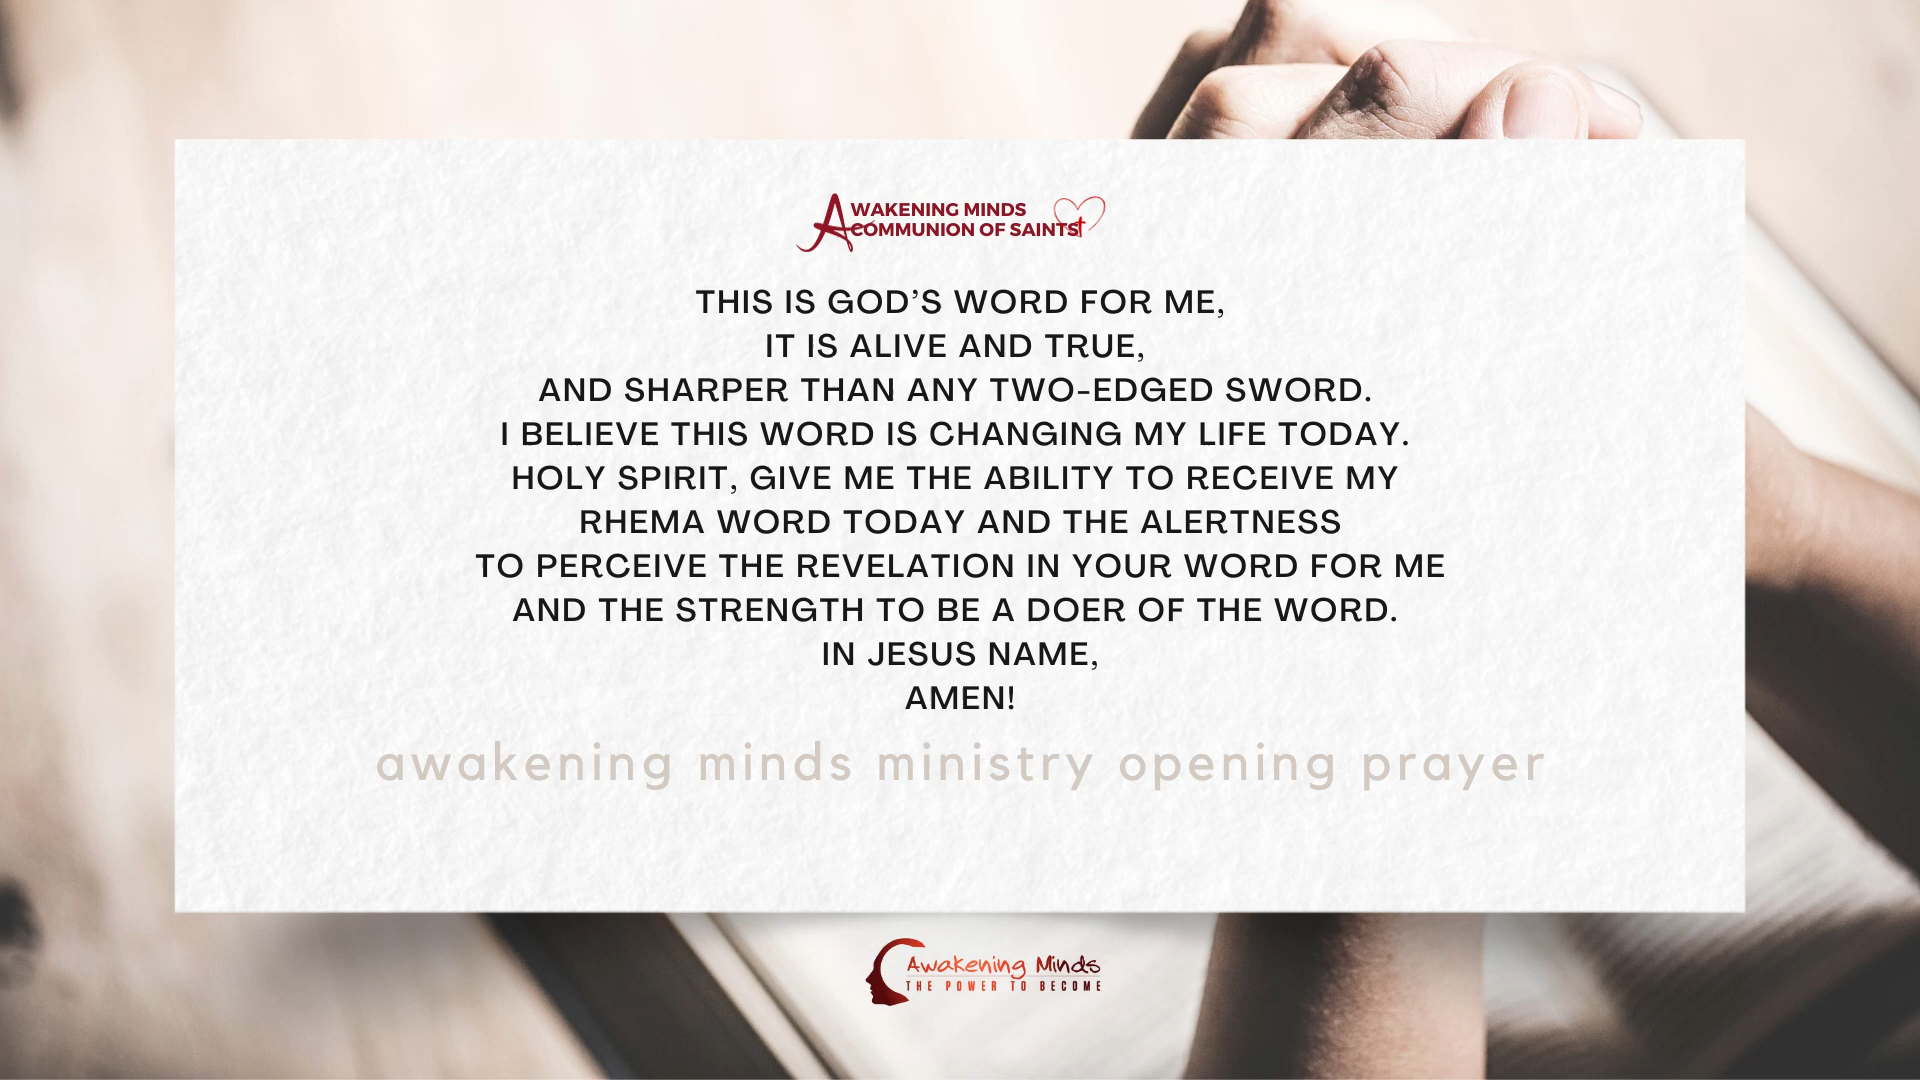 AWAKENING MINDS
COMMUNION OF SAINTS
THIS IS GOD’S WORD FOR ME,
IT IS ALIVE AND TRUE,
AND SHARPER THAN ANY TWO-EDGED SWORD.
I BELIEVE THIS WORD IS CHANGING MY LIFE TODAY.
HOLY SPIRIT, GIVE ME THE ABILITY TO RECEIVE MY
RHEMA WORD TODAY AND THE ALERTNESS
TO PERCEIVE THE REVELATION IN YOUR WORD FOR ME
AND THE STRENGTH TO BE A DOER OF THE WORD.
IN JESUS NAME,
AMEN!
awakening minds ministry opening prayer
Awakening Minds
THE POWER TO BECOME